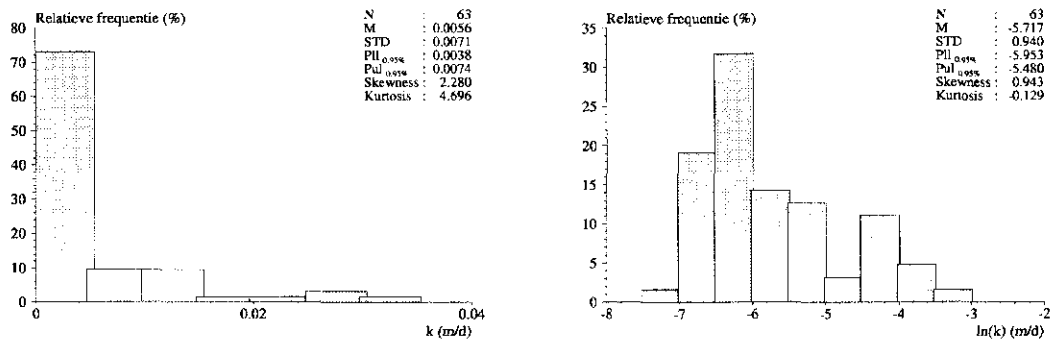 Relatieve frequentie (%)
N : 63
M : 0.0056
STD : 0.0071
Pll 0.95% : 0.0038
Pul 0.95% : 0.0074
Skewness : 2.280
Kurtosis : 4.696
80
70
60
50
40
30
20
10
0
0 0.02 0.04
k (m/d)
Relatieve frequentie (%)
N : 63
M : -5.717
STD : 0.940
Pll 0.95% : -5.953
Pul 0.95% : -5.480
Skewness : 0.943
Kurtosis : -0.129
35
30
25
20
15
10
5
0
-8 -7 -6 -5 -4 -3 -2
ln(k) (m/d)